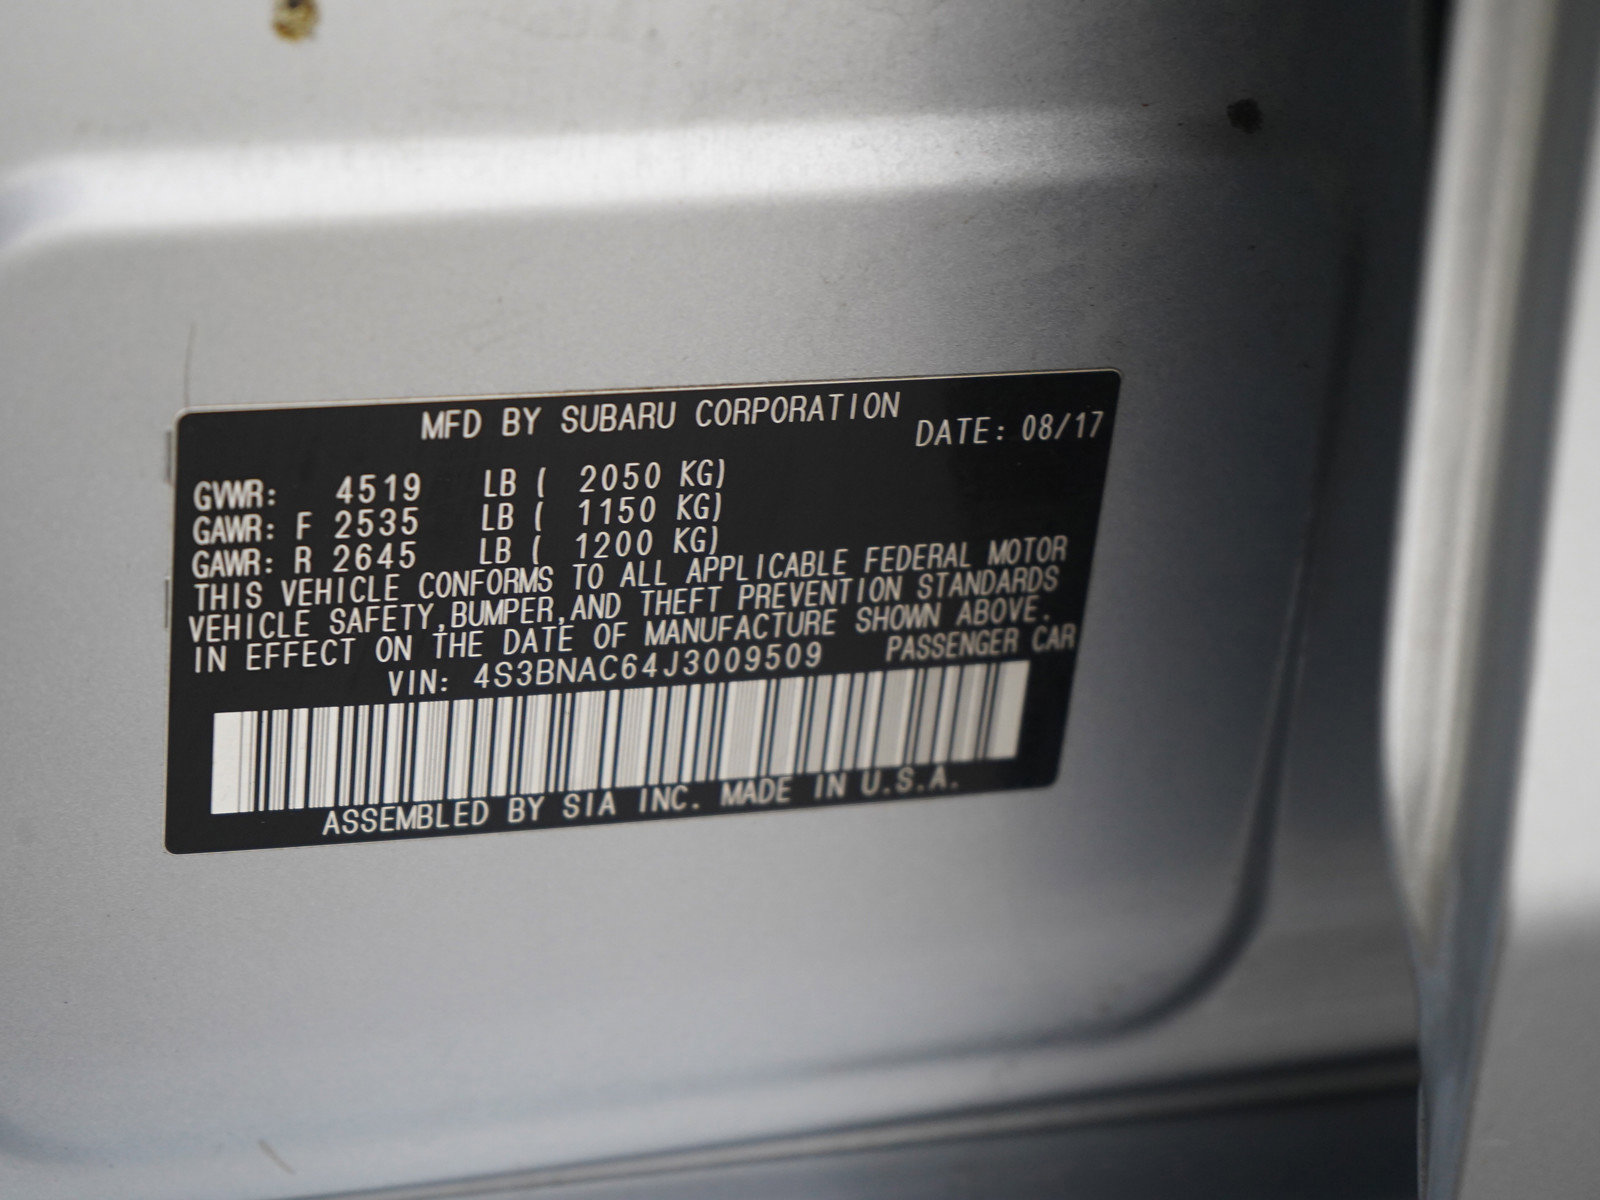 MFD BY SUBARU CORPORATION
DATE: 08/17
GVWR: 4519 LB ( 2050 KG)
GAWR: F 2535 LB ( 1150 KG)
GAWR: R 2645 LB ( 1200 KG)
THIS VEHICLE CONFORMS TO ALL APPLICABLE FEDERAL MOTOR
VEHICLE SAFETY,BUMPER,AND THEFT PREVENTION STANDARDS
IN EFFECT ON THE DATE OF MANUFACTURE SHOWN ABOVE.
VIN: 4S3BNAC64J3009509 PASSENGER CAR
ASSEMBLED BY SIA INC. MADE IN U.S.A.